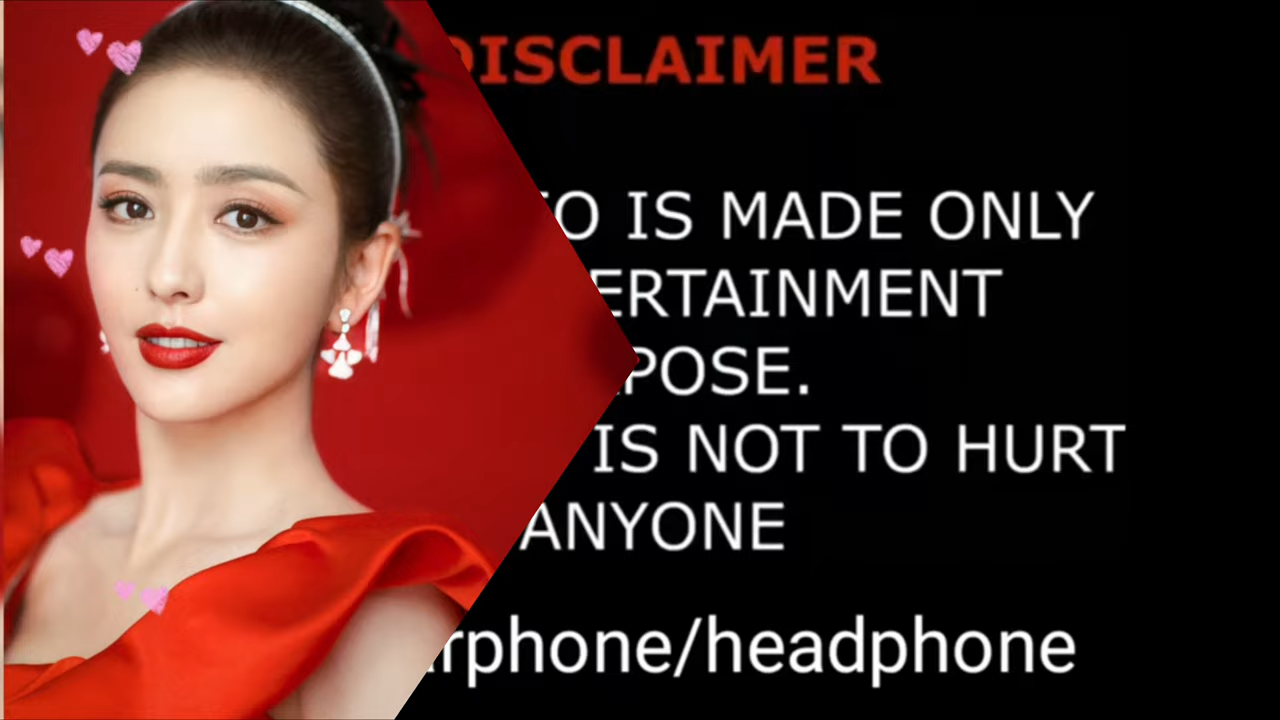 DISCLAIMER
IS MADE ONLY
ERTAINMENT
POSE.
IS NOT TO HURT
ANYONE
rphone/headphone